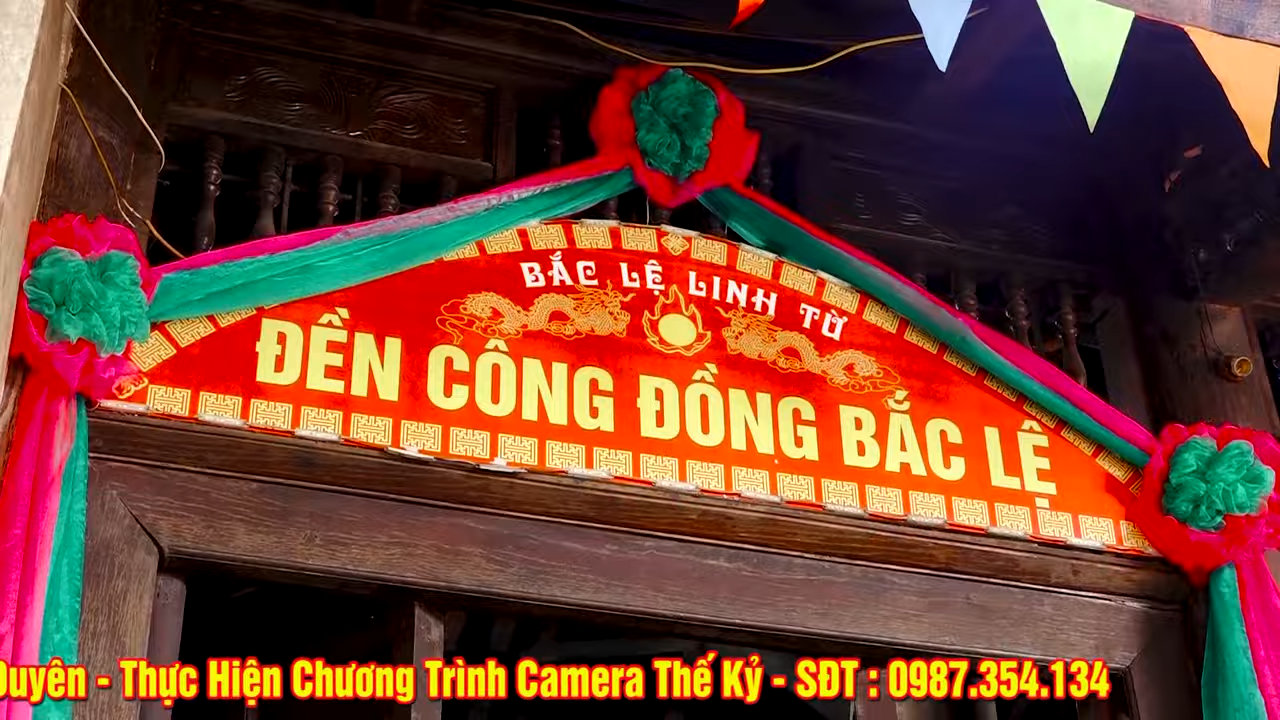 BẮC LỆ LINH TỪ
ĐỀN CÔNG ĐỒNG BẮC LỆ
Duyên - Thực Hiện Chương Trình Camera Thế Kỷ - SĐT : 0987.354.134